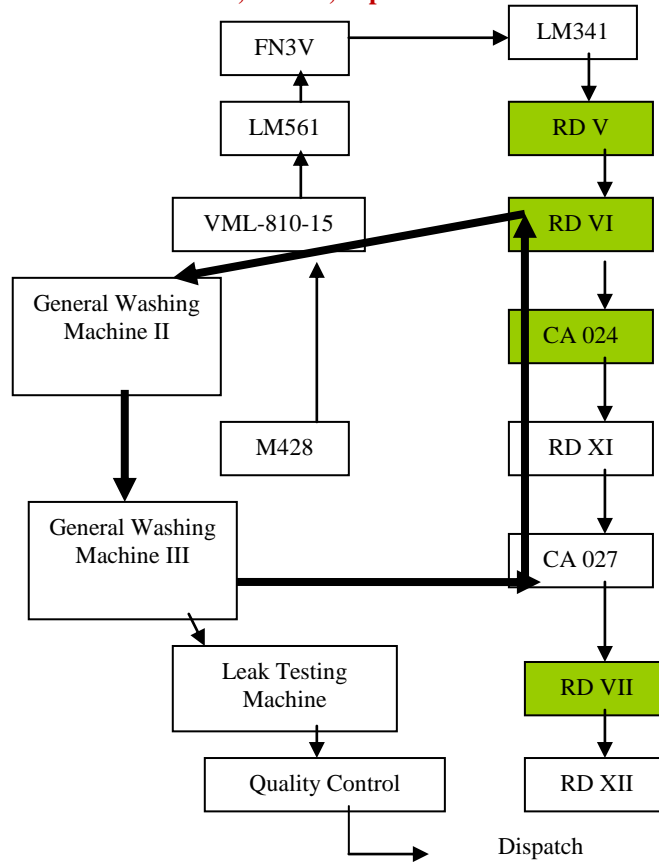 FN3V
LM341
LM561
RD V
VML-810-15
RD VI
General Washing
Machine II
CA 024
M428
RD XI
General Washing
Machine III
CA 027
Leak Testing
Machine
RD VII
Quality Control
RD XII
Dispatch